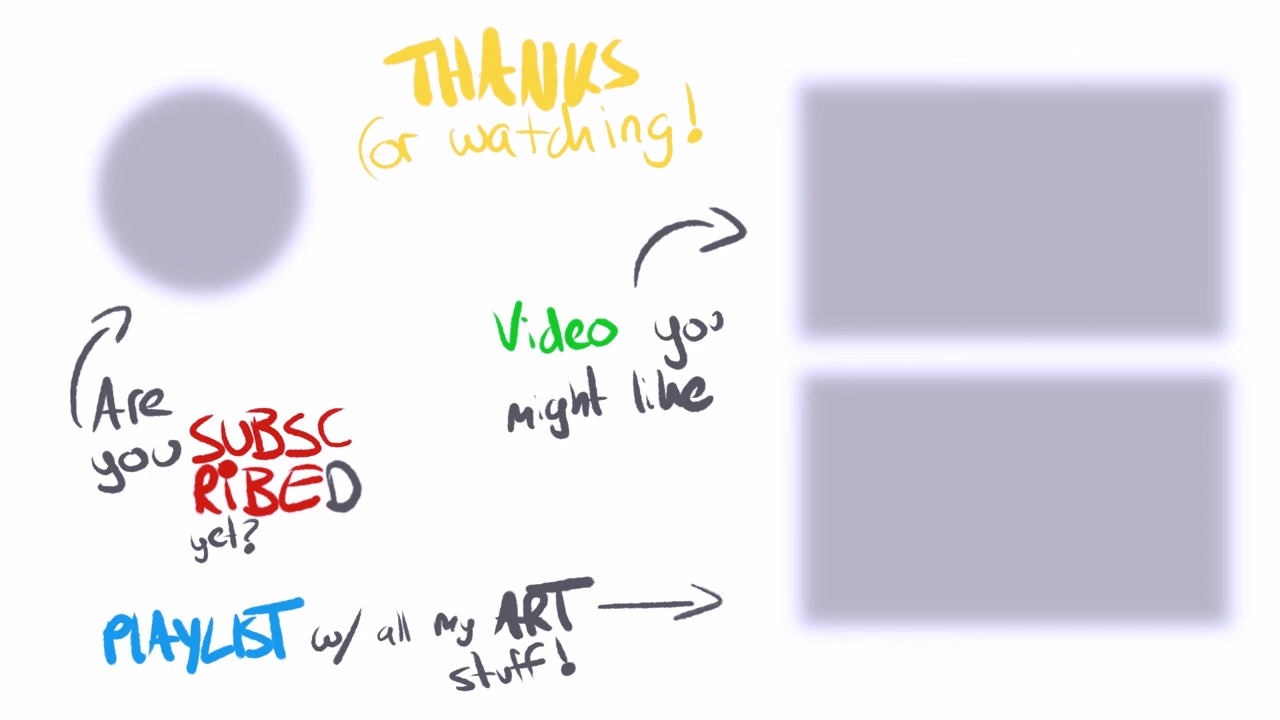 THANKS
for watching!
Video you
might like
Are
you SUBSC
RiBED
yet?
PLAYLIST w/ all my ART
stuff!